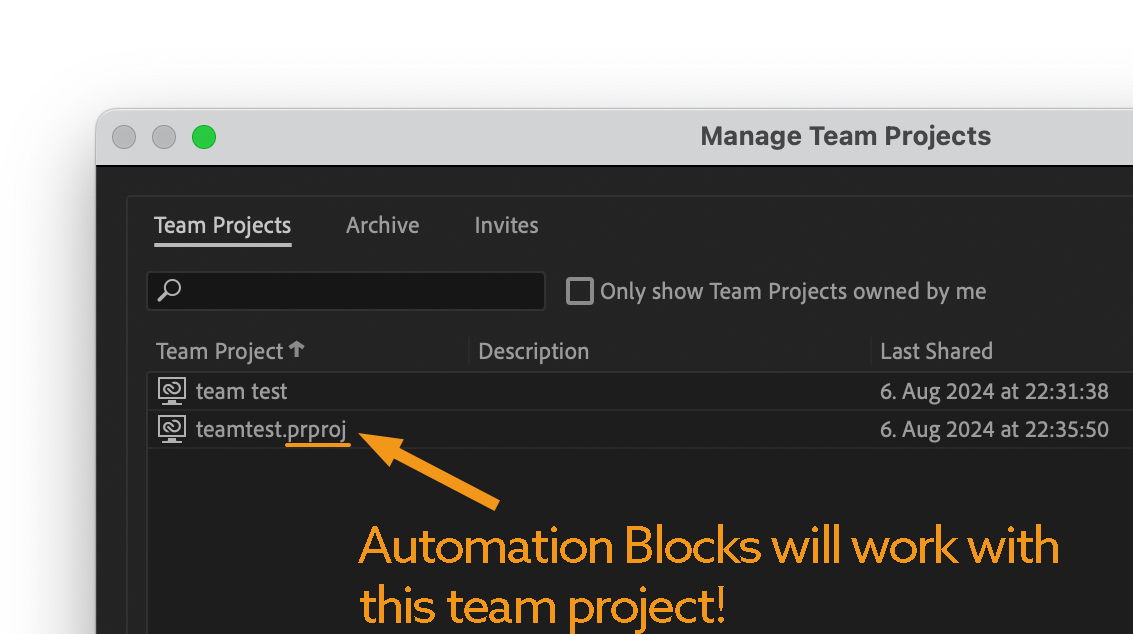 Manage Team Projects
Team Projects Archive Invites
Only show Team Projects owned by me
Team Project Description Last Shared
team test 6. Aug 2024 at 22:31:38
teamtest.prproj 6. Aug 2024 at 22:35:50
Automation Blocks will work with
this team project!